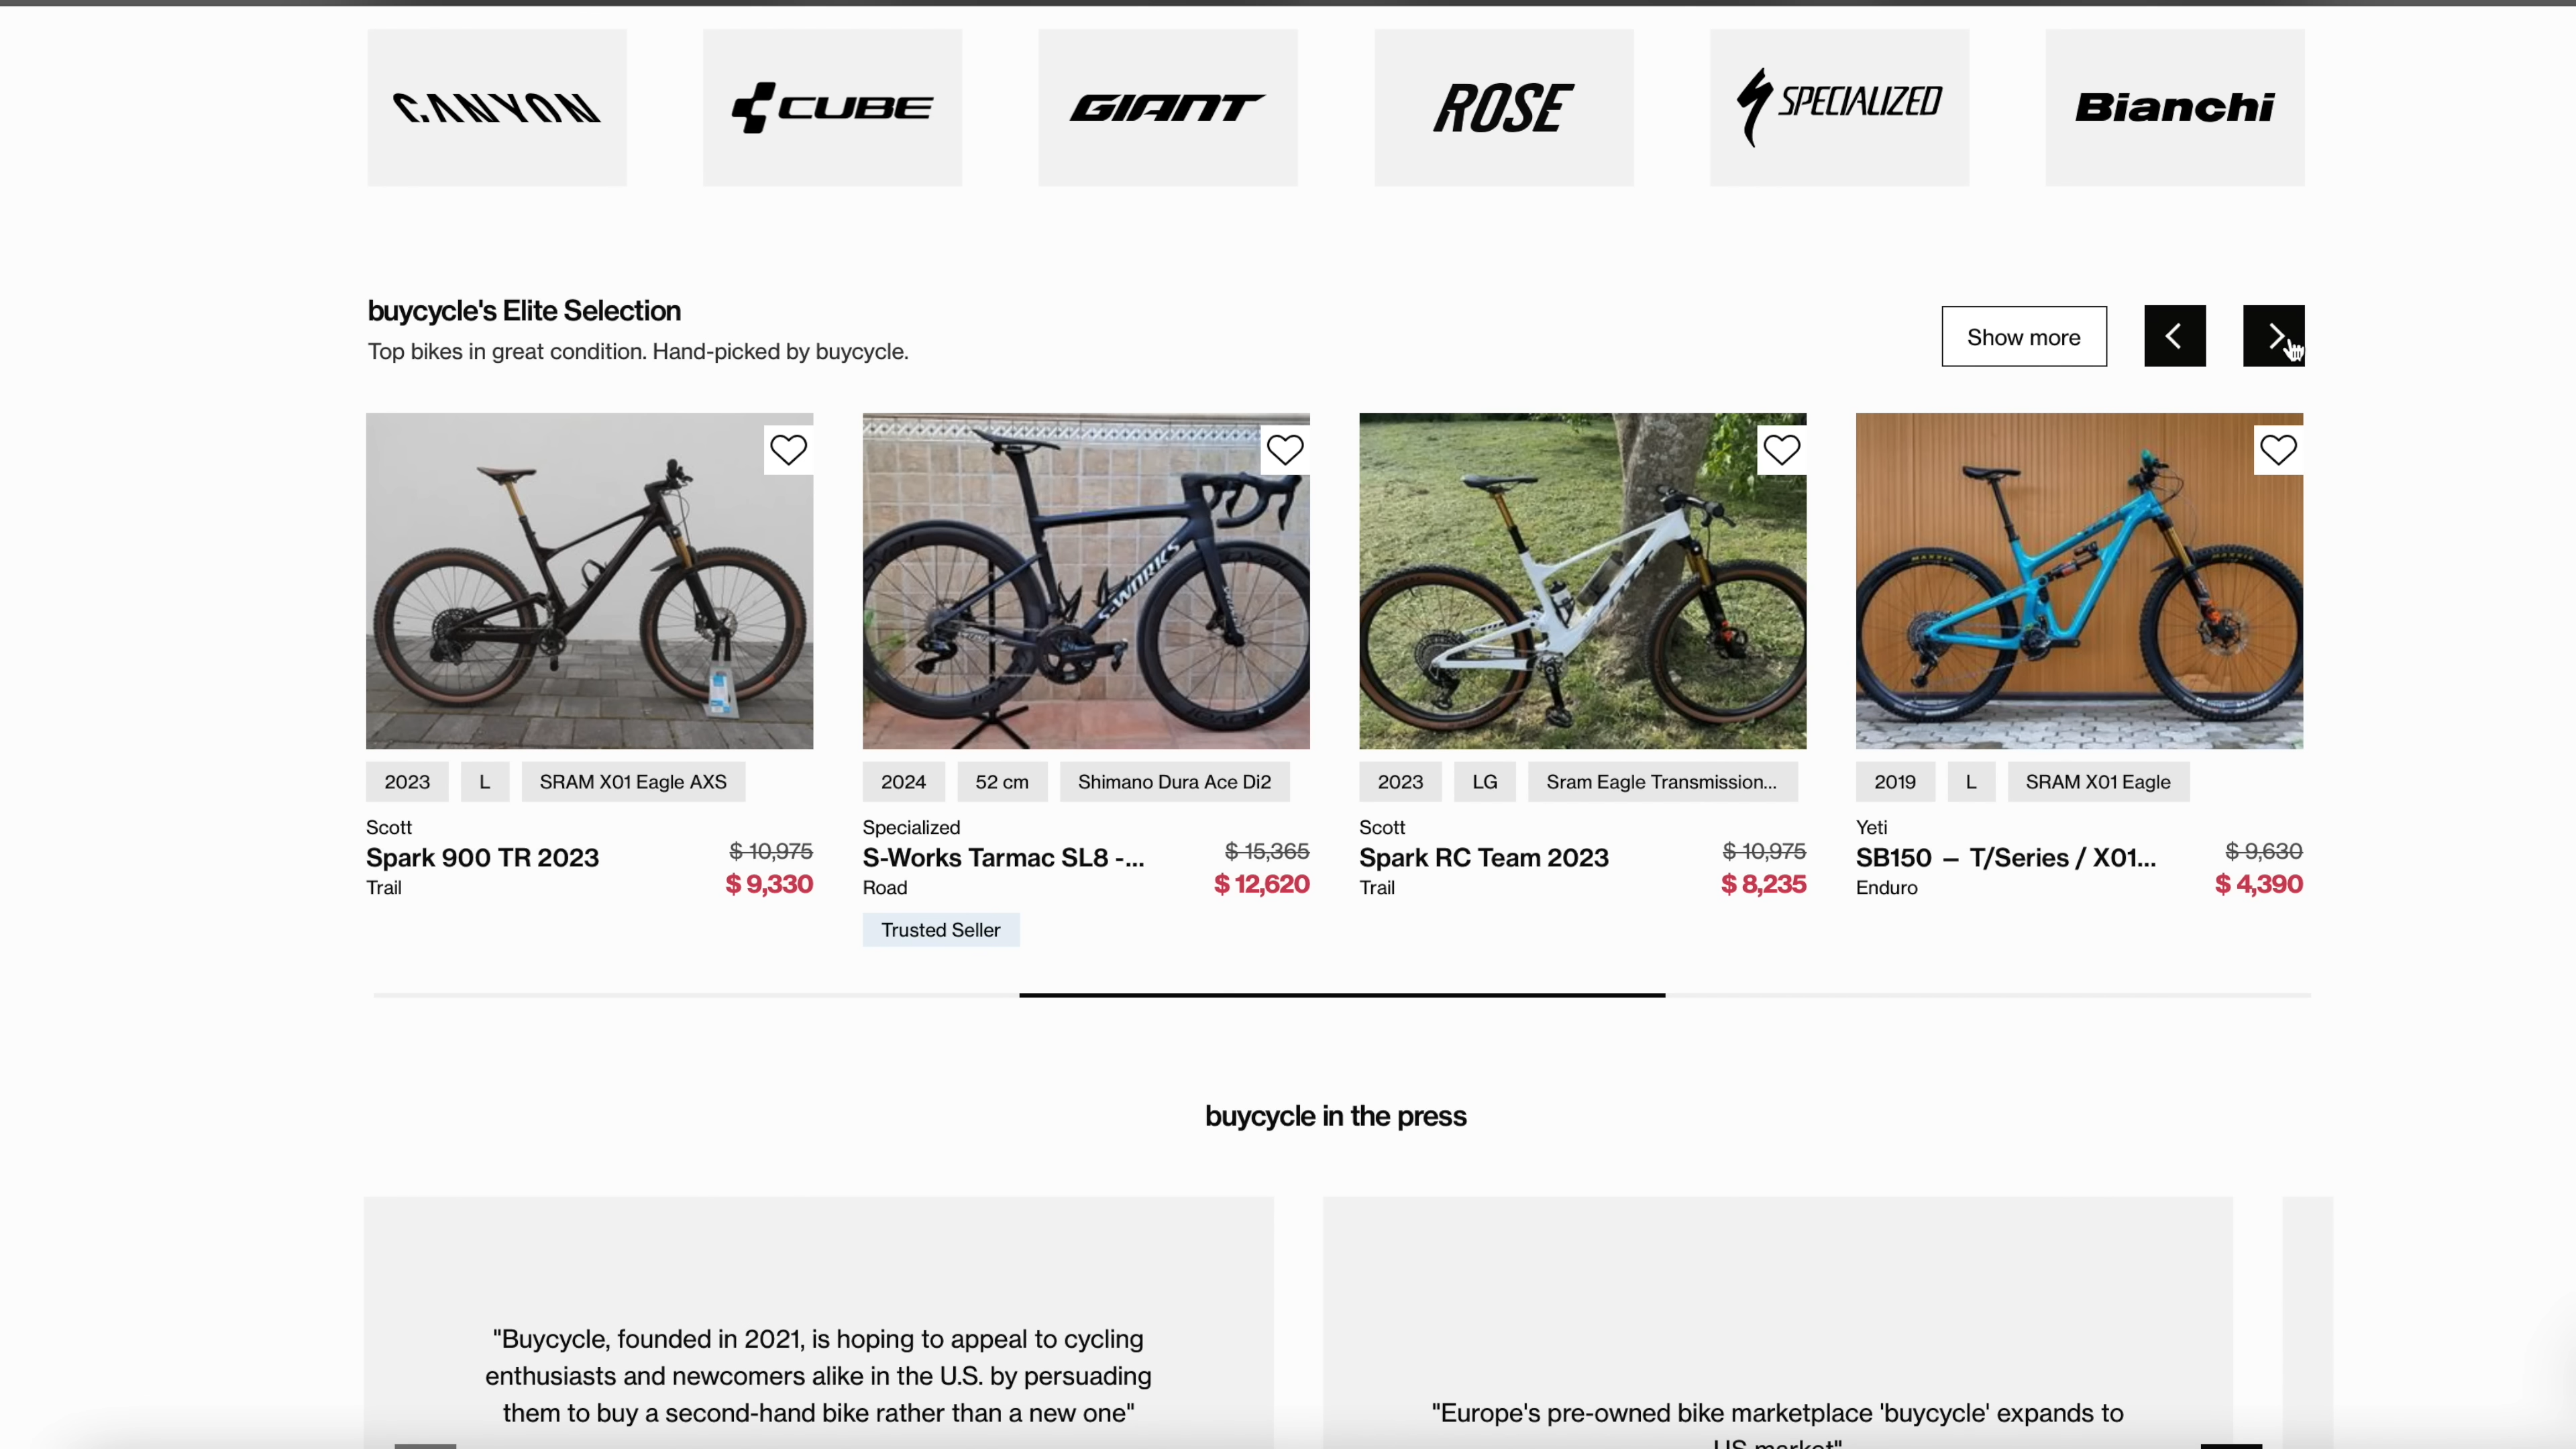 CANYON
CUBE
GIANT
ROSE
SPECIALIZED
Bianchi
buycycle's Elite Selection
Top bikes in great condition. Hand-picked by buycycle.
Show more
S-WORKS
2023 L SRAM X01 Eagle AXS
Scott
Spark 900 TR 2023
$ 10,975
Trail
$ 9,330
2024 52 cm Shimano Dura Ace Di2
Specialized
S-Works Tarmac SL8 -...
$ 15,365
Road
$ 12,620
Trusted Seller
2023 LG Sram Eagle Transmission...
Scott
Spark RC Team 2023
$ 10,975
Trail
$ 8,235
2019 L SRAM X01 Eagle
Yeti
SB150 – T/Series / X01...
$ 9,630
Enduro
$ 4,390
buycycle in the press
"Buycycle, founded in 2021, is hoping to appeal to cycling
enthusiasts and newcomers alike in the U.S. by persuading
them to buy a second-hand bike rather than a new one"
"Europe's pre-owned bike marketplace 'buycycle' expands to
US market"